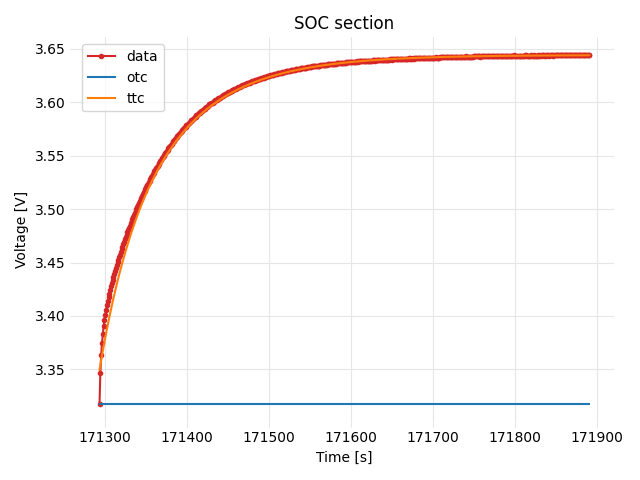 SOC section
data
otc
ttc
Voltage [V]
3.65
3.60
3.55
3.50
3.45
3.40
3.35
171300 171400 171500 171600 171700 171800 171900
Time [s]